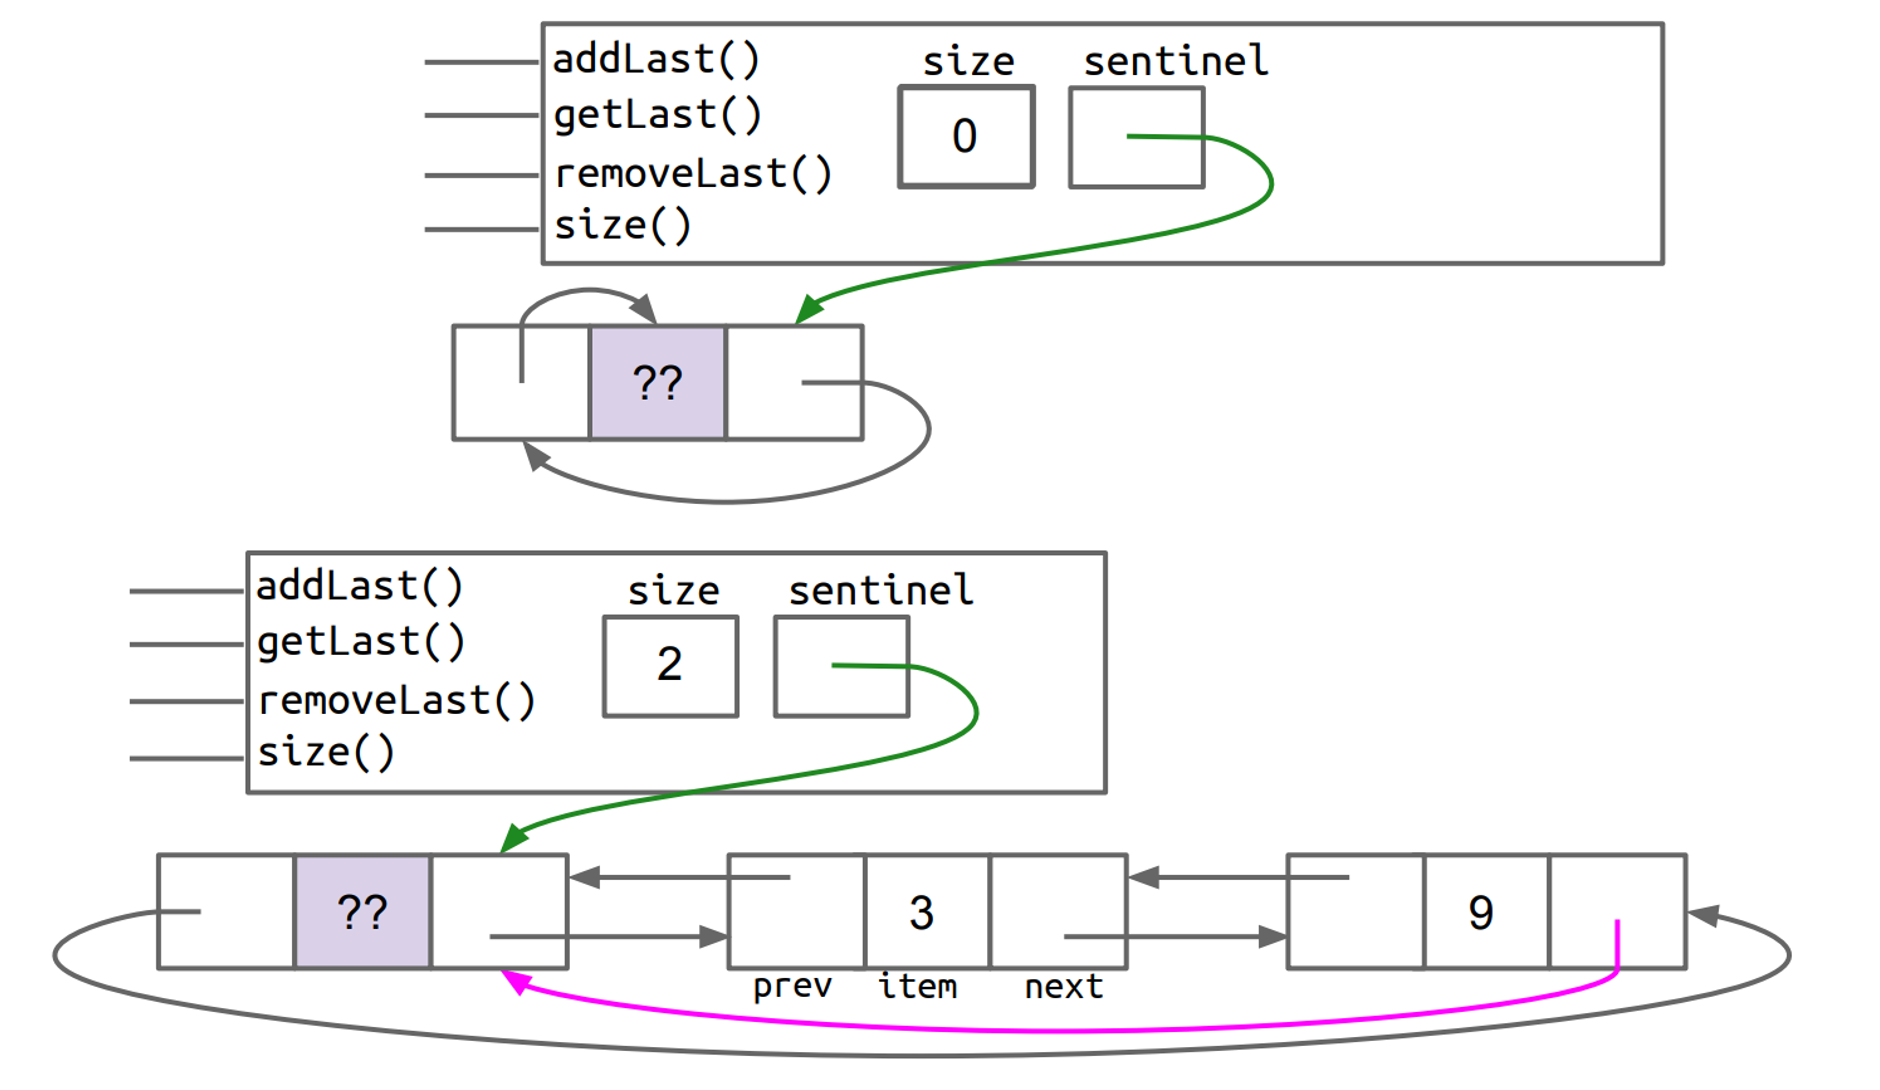 addLast()
size
sentinel
getLast()
0
removeLast()
size()
??
addLast()
size
sentinel
getLast()
2
removeLast()
size()
??
3
9
prev
item
next